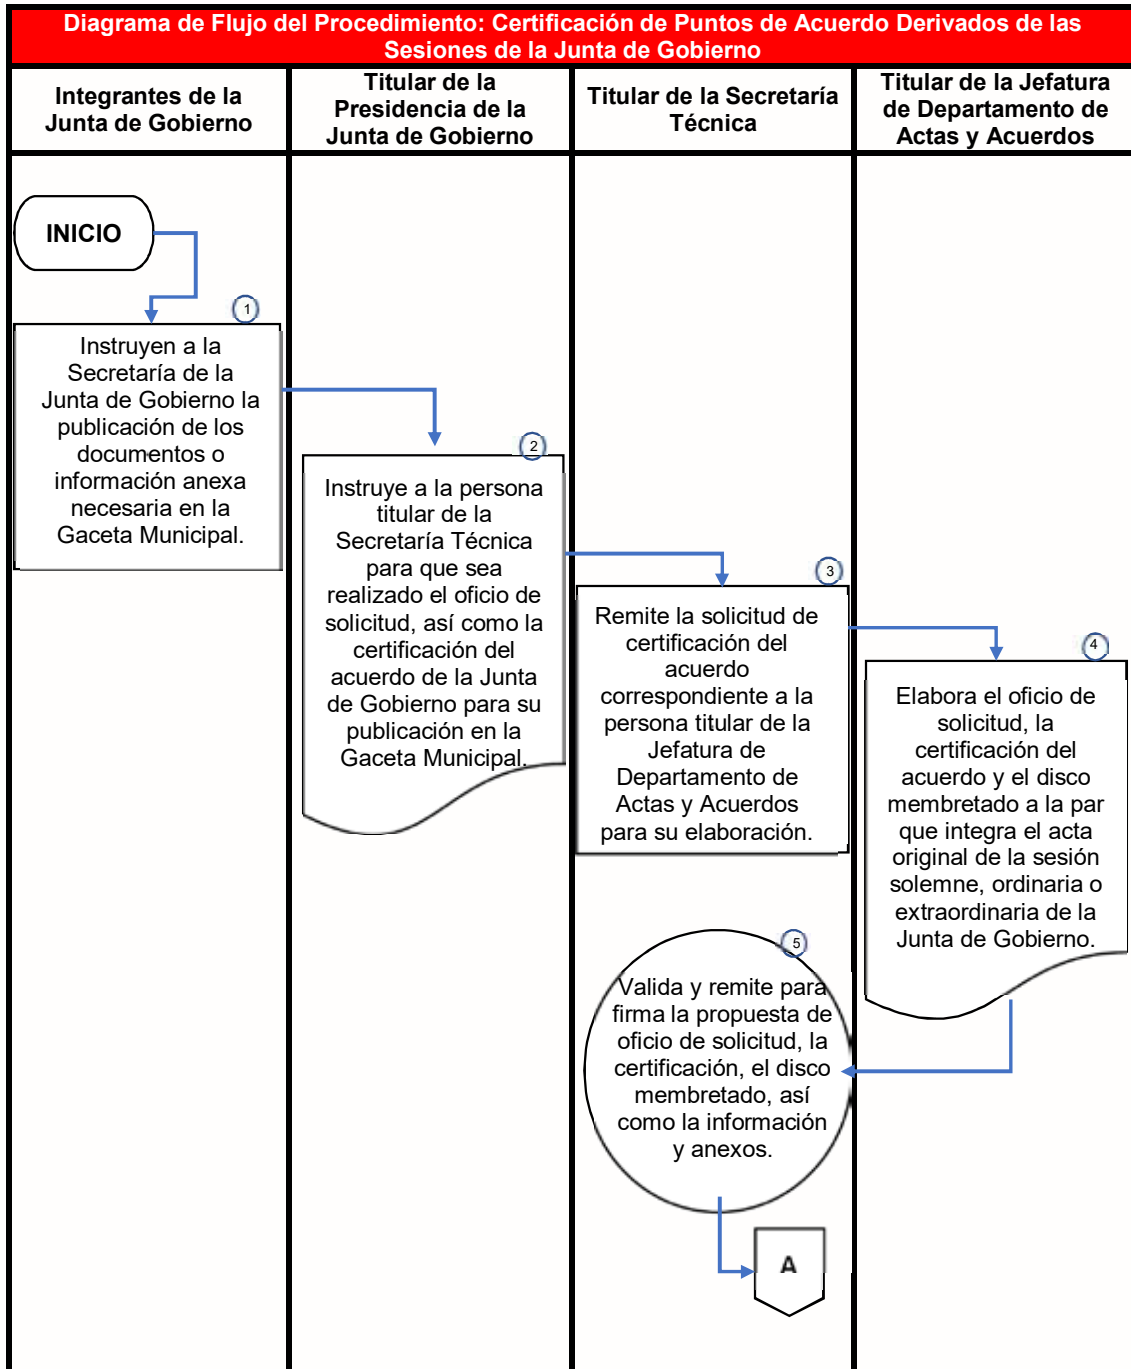 Diagrama de Flujo del Procedimiento: Certificación de Puntos de Acuerdo Derivados de las
Sesiones de la Junta de Gobierno
Integrantes de la
Junta de Gobierno
Titular de la
Presidencia de la
Junta de Gobierno
Titular de la Secretaría
Técnica
Titular de la Jefatura
de Departamento de
Actas y Acuerdos
INICIO
1
Instruyen a la
Secretaría de la
Junta de Gobierno la
publicación de los
documentos o
información anexa
necesaria en la
Gaceta Municipal.
2
Instruye a la persona
titular de la
Secretaría Técnica
para que sea
realizado el oficio de
solicitud, así como la
certificación del
acuerdo de la Junta
de Gobierno para su
publicación en la
Gaceta Municipal.
3
Remite la solicitud de
certificación del
acuerdo
correspondiente a la
persona titular de la
Jefatura de
Departamento de
Actas y Acuerdos
para su elaboración.
4
Elabora el oficio de
solicitud, la
certificación del
acuerdo y el disco
membretado a la par
que integra el acta
original de la sesión
solemne, ordinaria o
extraordinaria de la
Junta de Gobierno.
5
Valida y remite para
firma la propuesta de
oficio de solicitud, la
certificación, el disco
membretado, así
como la información
y anexos.
A